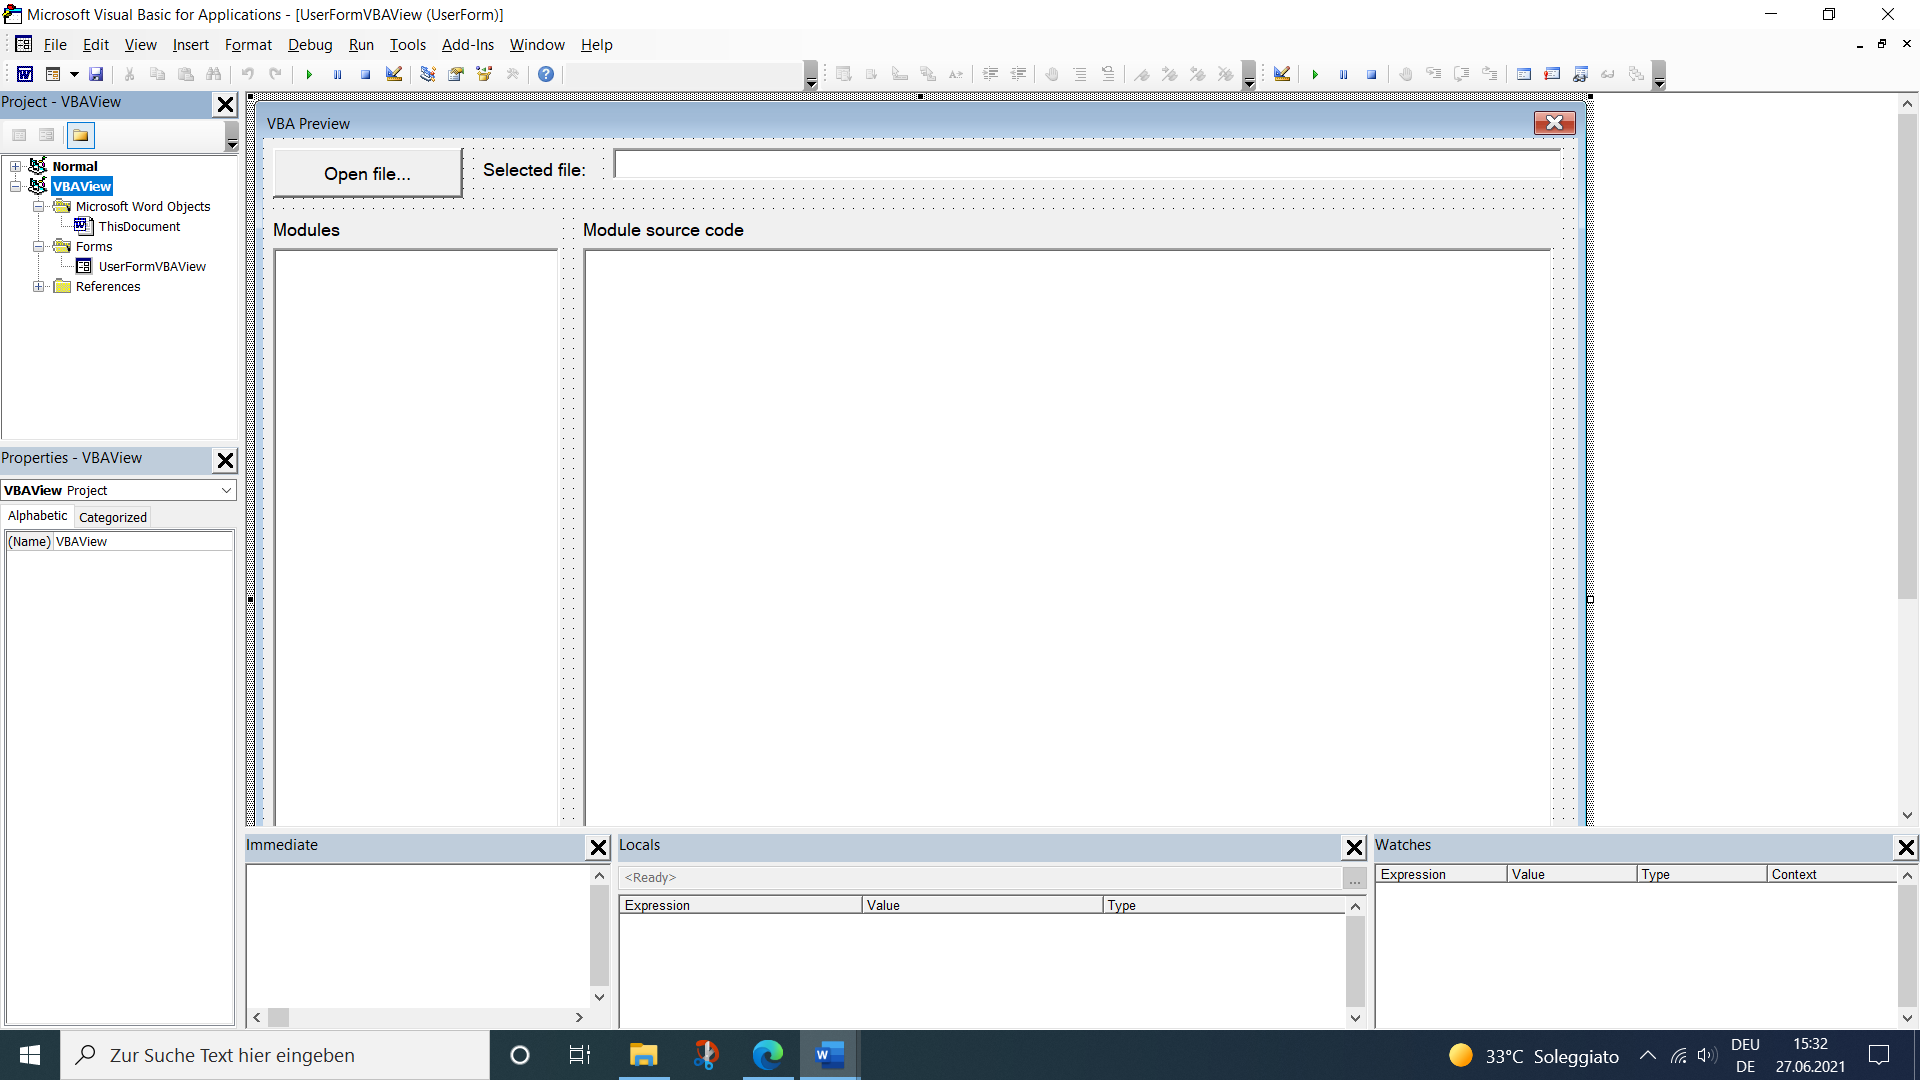 Microsoft Visual Basic for Applications - [UserFormVBAView (UserForm)]
File Edit View Insert Format Debug Run Tools Add-Ins Window Help
Project - VBAView
Normal
VBAView
Microsoft Word Objects
ThisDocument
Forms
UserFormVBAView
References
Properties - VBAView
VBAView Project
Alphabetic Categorized
(Name) VBAView
VBA Preview
Open file... Selected file:
Modules Module source code
Immediate
Locals
<Ready>
...
Expression Value Type
Watches
Expression Value Type Context
Zur Suche Text hier eingeben
33°C Soleggiato
DEU
DE
15:32
27.06.2021